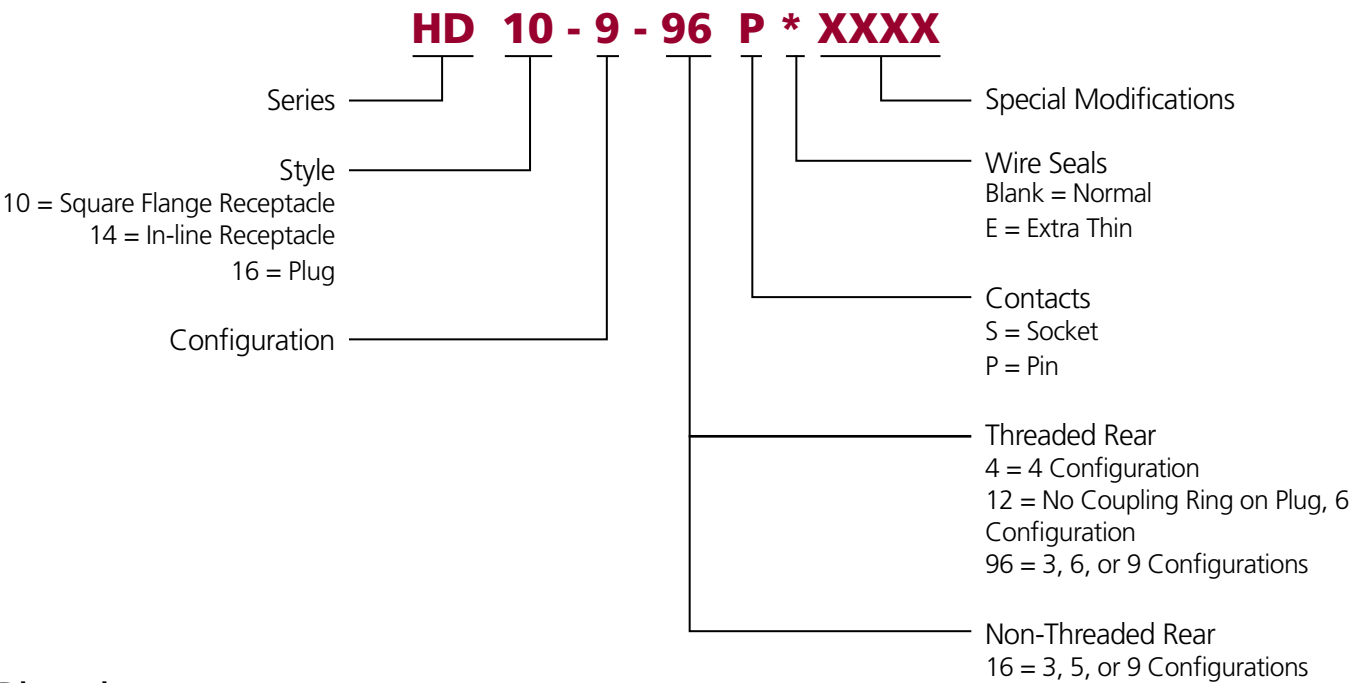 HD 10 - 9 - 96 P * XXXX
Series
Style
10 = Square Flange Receptacle
14 = In-line Receptacle
16 = Plug
Configuration
Special Modifications
Wire Seals
Blank = Normal
E = Extra Thin
Contacts
S = Socket
P = Pin
Threaded Rear
4 = 4 Configuration
12 = No Coupling Ring on Plug, 6
Configuration
96 = 3, 6, or 9 Configurations
Non-Threaded Rear
16 = 3, 5, or 9 Configurations